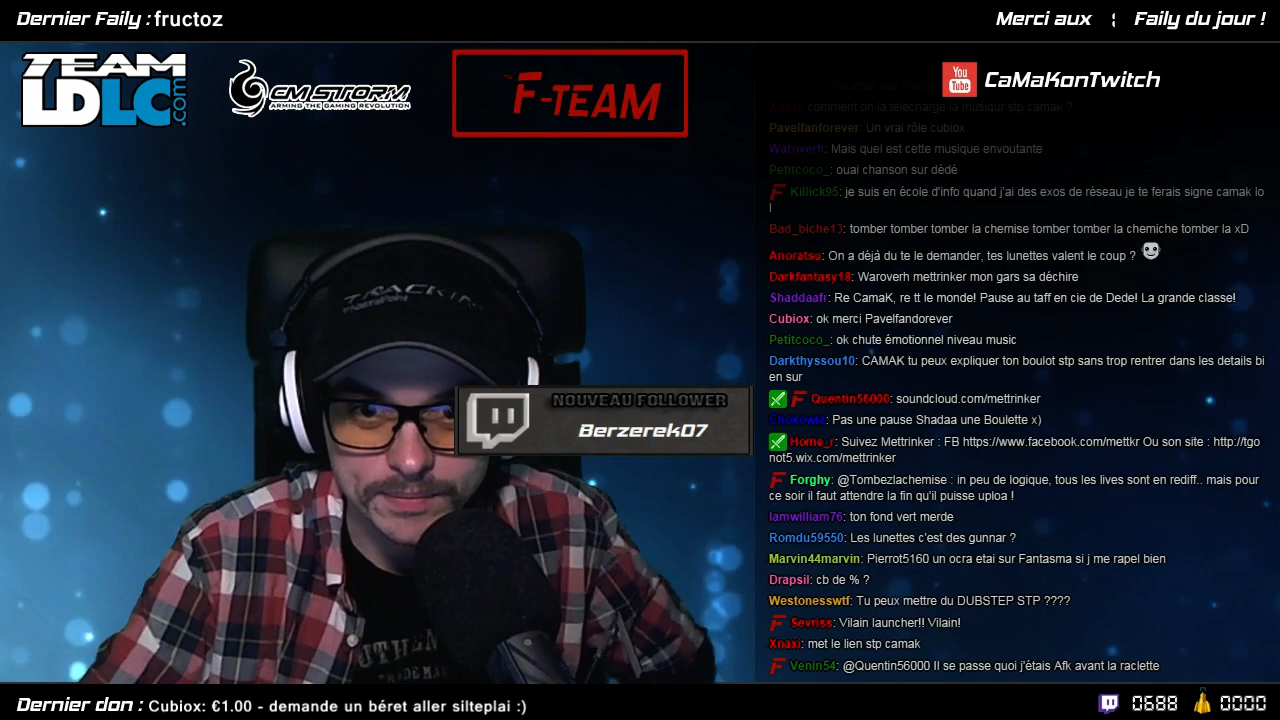 Dernier Faily : fructoz
Merci aux
Faily du jour !
TEAM
LDLC.com
CM STORM
ARMING THE GAMING REVOLUTION
F-TEAM
You
Tube
CaMaKonTwitch
Xnaxi: comment on la telecharge la musiqur stp camak ?
Pavelfanforever: Un vrai rôle cubiox
Waroverh: Mais quel est cette musique envoutante
Petitcoco_: ouai chanson sur dédé
Killick95: je suis en école d'info quand j'ai des exos de réseau je te ferais signe camak lo
l
Bad_biche13: tomber tomber tomber la chemise tomber tomber la chemiche tomber la xD
Anoratsu: On a déjà du te le demander, tes lunettes valent le coup ?
Darkfantasy18: Waroverh mettrinker mon gars sa déchire
Shaddaafr: Re CamaK, re tt le monde! Pause au taff en cie de Dede! La grande classe!
Cubiox: ok merci Pavelfandorever
Petitcoco_: ok chute émotionnel niveau music
Darkthyssou10: CAMAK tu peux expliquer ton boulot stp sans trop rentrer dans les details bi
en sur
Quentin56000: soundcloud.com/mettrinker
Chokowla: Pas une pause Shadaa une Boulette x)
Home_r: Suivez Mettrinker : FB https://www.facebook.com/mettkr Ou son site : http://tgo
not5.wix.com/mettrinker
Forghy: @Tombezlachemise : in peu de logique, tous les lives sont en rediff.. mais pour
ce soir il faut attendre la fin qu'il puisse uploa !
Iamwilliam76: ton fond vert merde
Romdu59550: Les lunettes c'est des gunnar ?
Marvin44marvin: Pierrot5160 un ocra etai sur Fantasma si j me rapel bien
Drapsil: cb de % ?
Westonesswtf: Tu peux mettre du DUBSTEP STP ????
Sevriss: Vilain launcher!! Vilain!
Xnaxi: met le lien stp camak
Venin54: @Quentin56000 Il se passe quoi j'étais Afk avant la raclette
TRACKIN
NOUVEAU FOLLOWER
Berzerek07
Dernier don : Cubiox: €1.00 - demande un béret aller silteplai :)
0688
0000